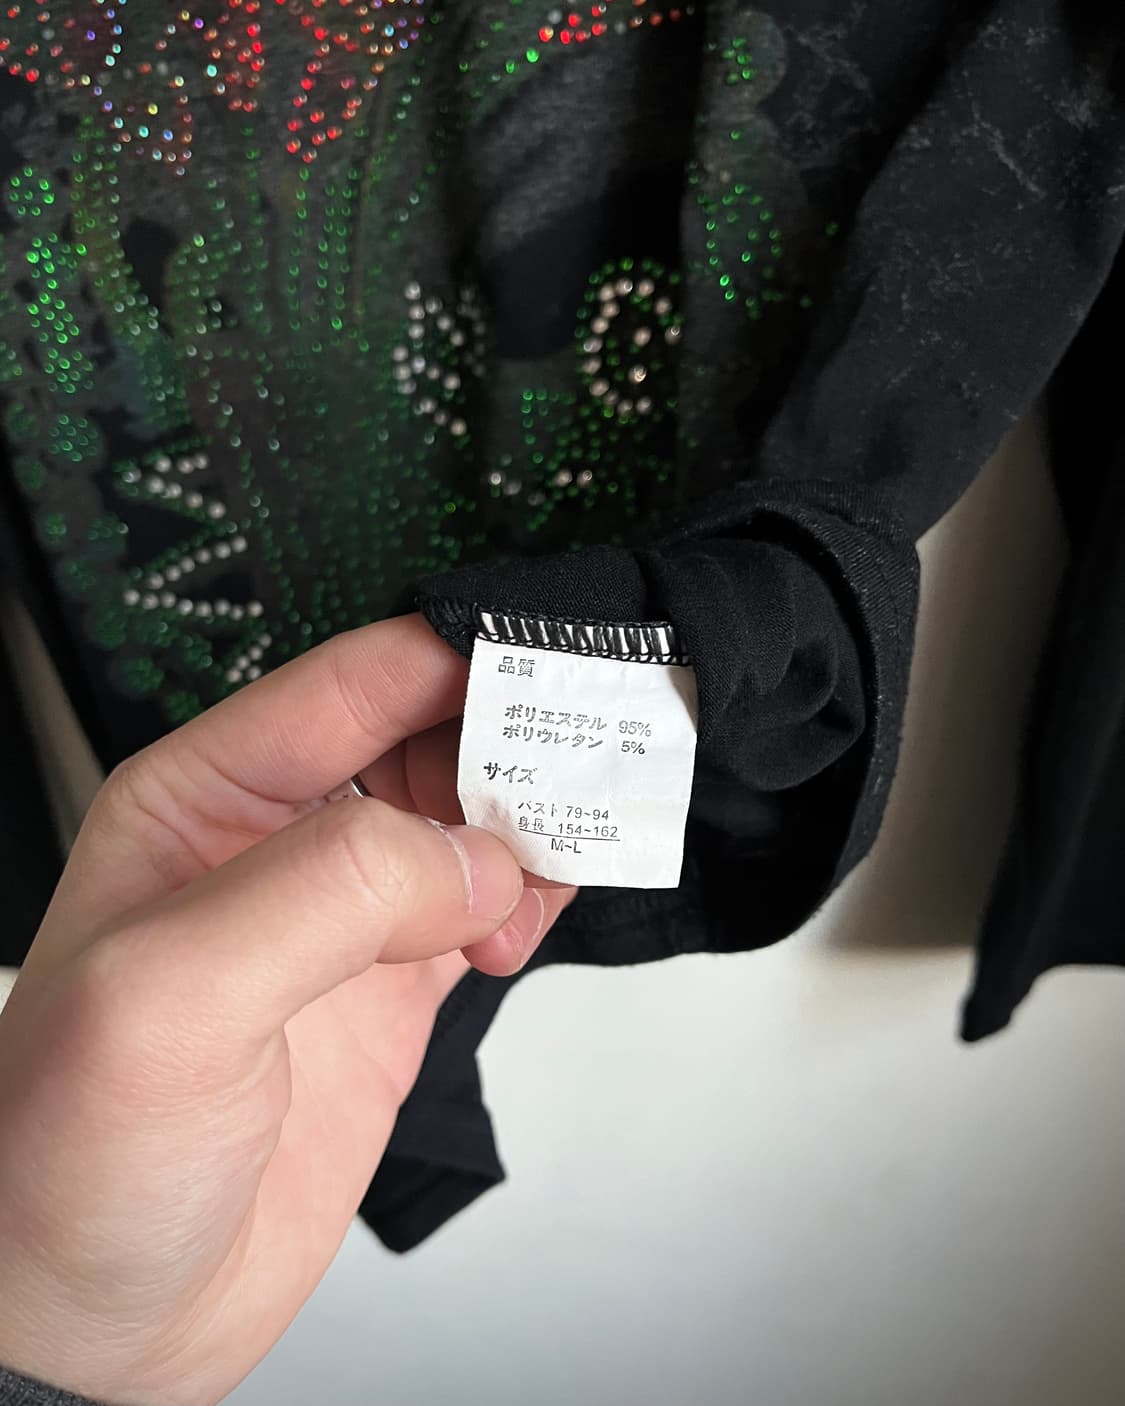 品質
ポリエステル 95%
ポリウレタン 5%
サイズ
バスト 79~94
身長 154~162
M~L